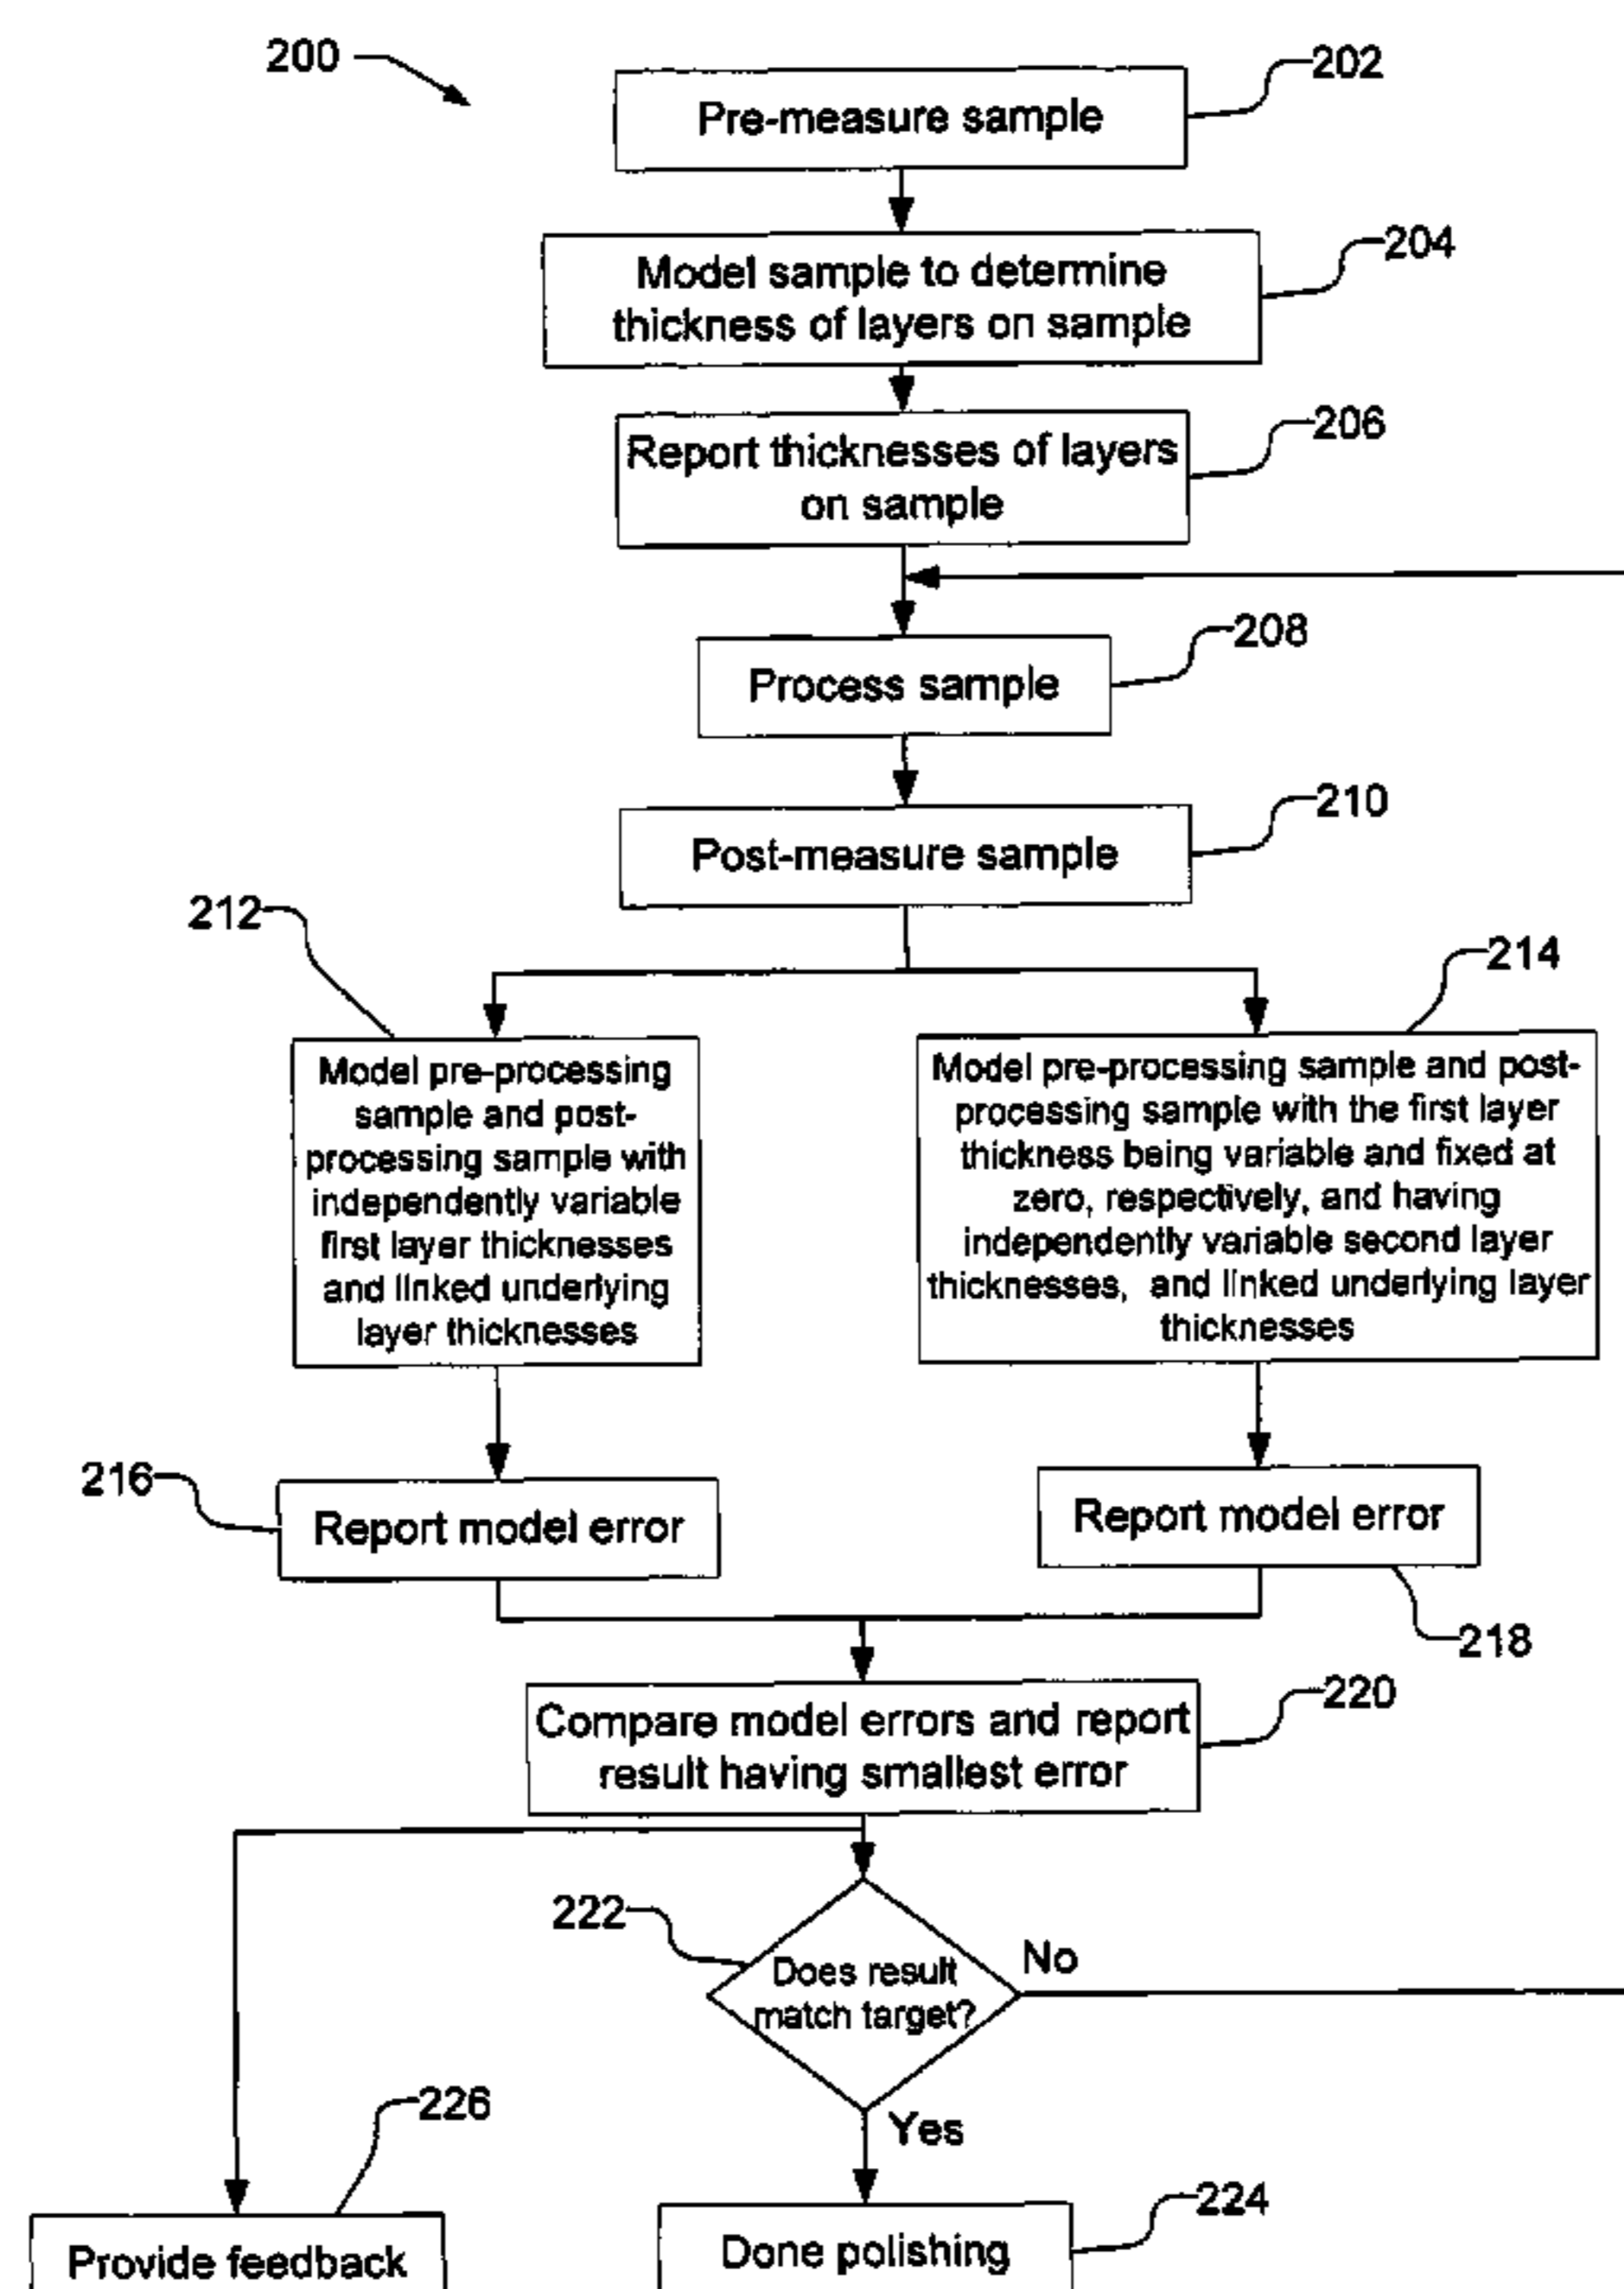 200
202
Pre-measure sample
204
Model sample to determine
thickness of layers on sample
206
Report thicknesses of layers
on sample
208
Process sample
210
Post-measure sample
212
214
Model pre-processing
sample and post-
processing sample with
independently variable
first layer thicknesses
and linked underlying
layer thicknesses
Model pre-processing sample and post-
processing sample with the first layer
thickness being variable and fixed at
zero, respectively, and having
independently variable second layer
thicknesses, and linked underlying layer
thicknesses
216
Report model error
Report model error
218
220
Compare model errors and report
result having smallest error
222
Does result
match target?
No
Yes
226
224
Provide feedback
Done polishing